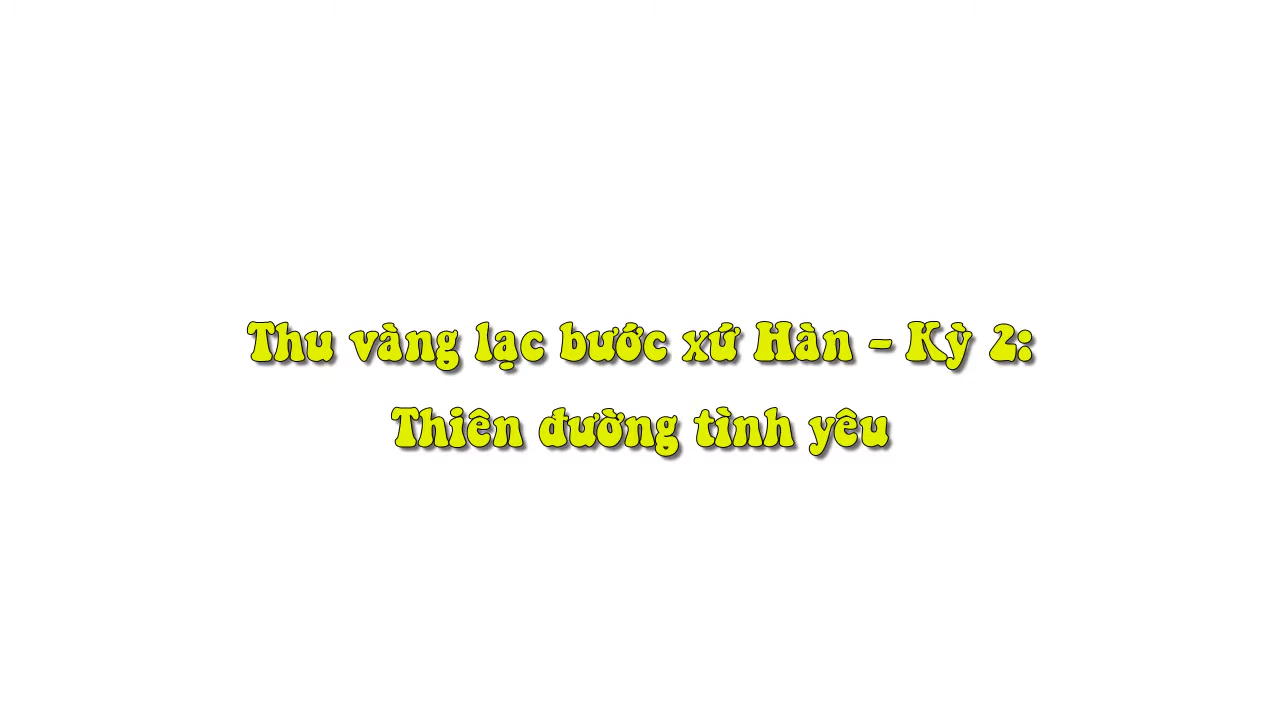 Thu vàng lạc bước xứ Hàn - Kỳ 2:
Thiên đường tình yêu